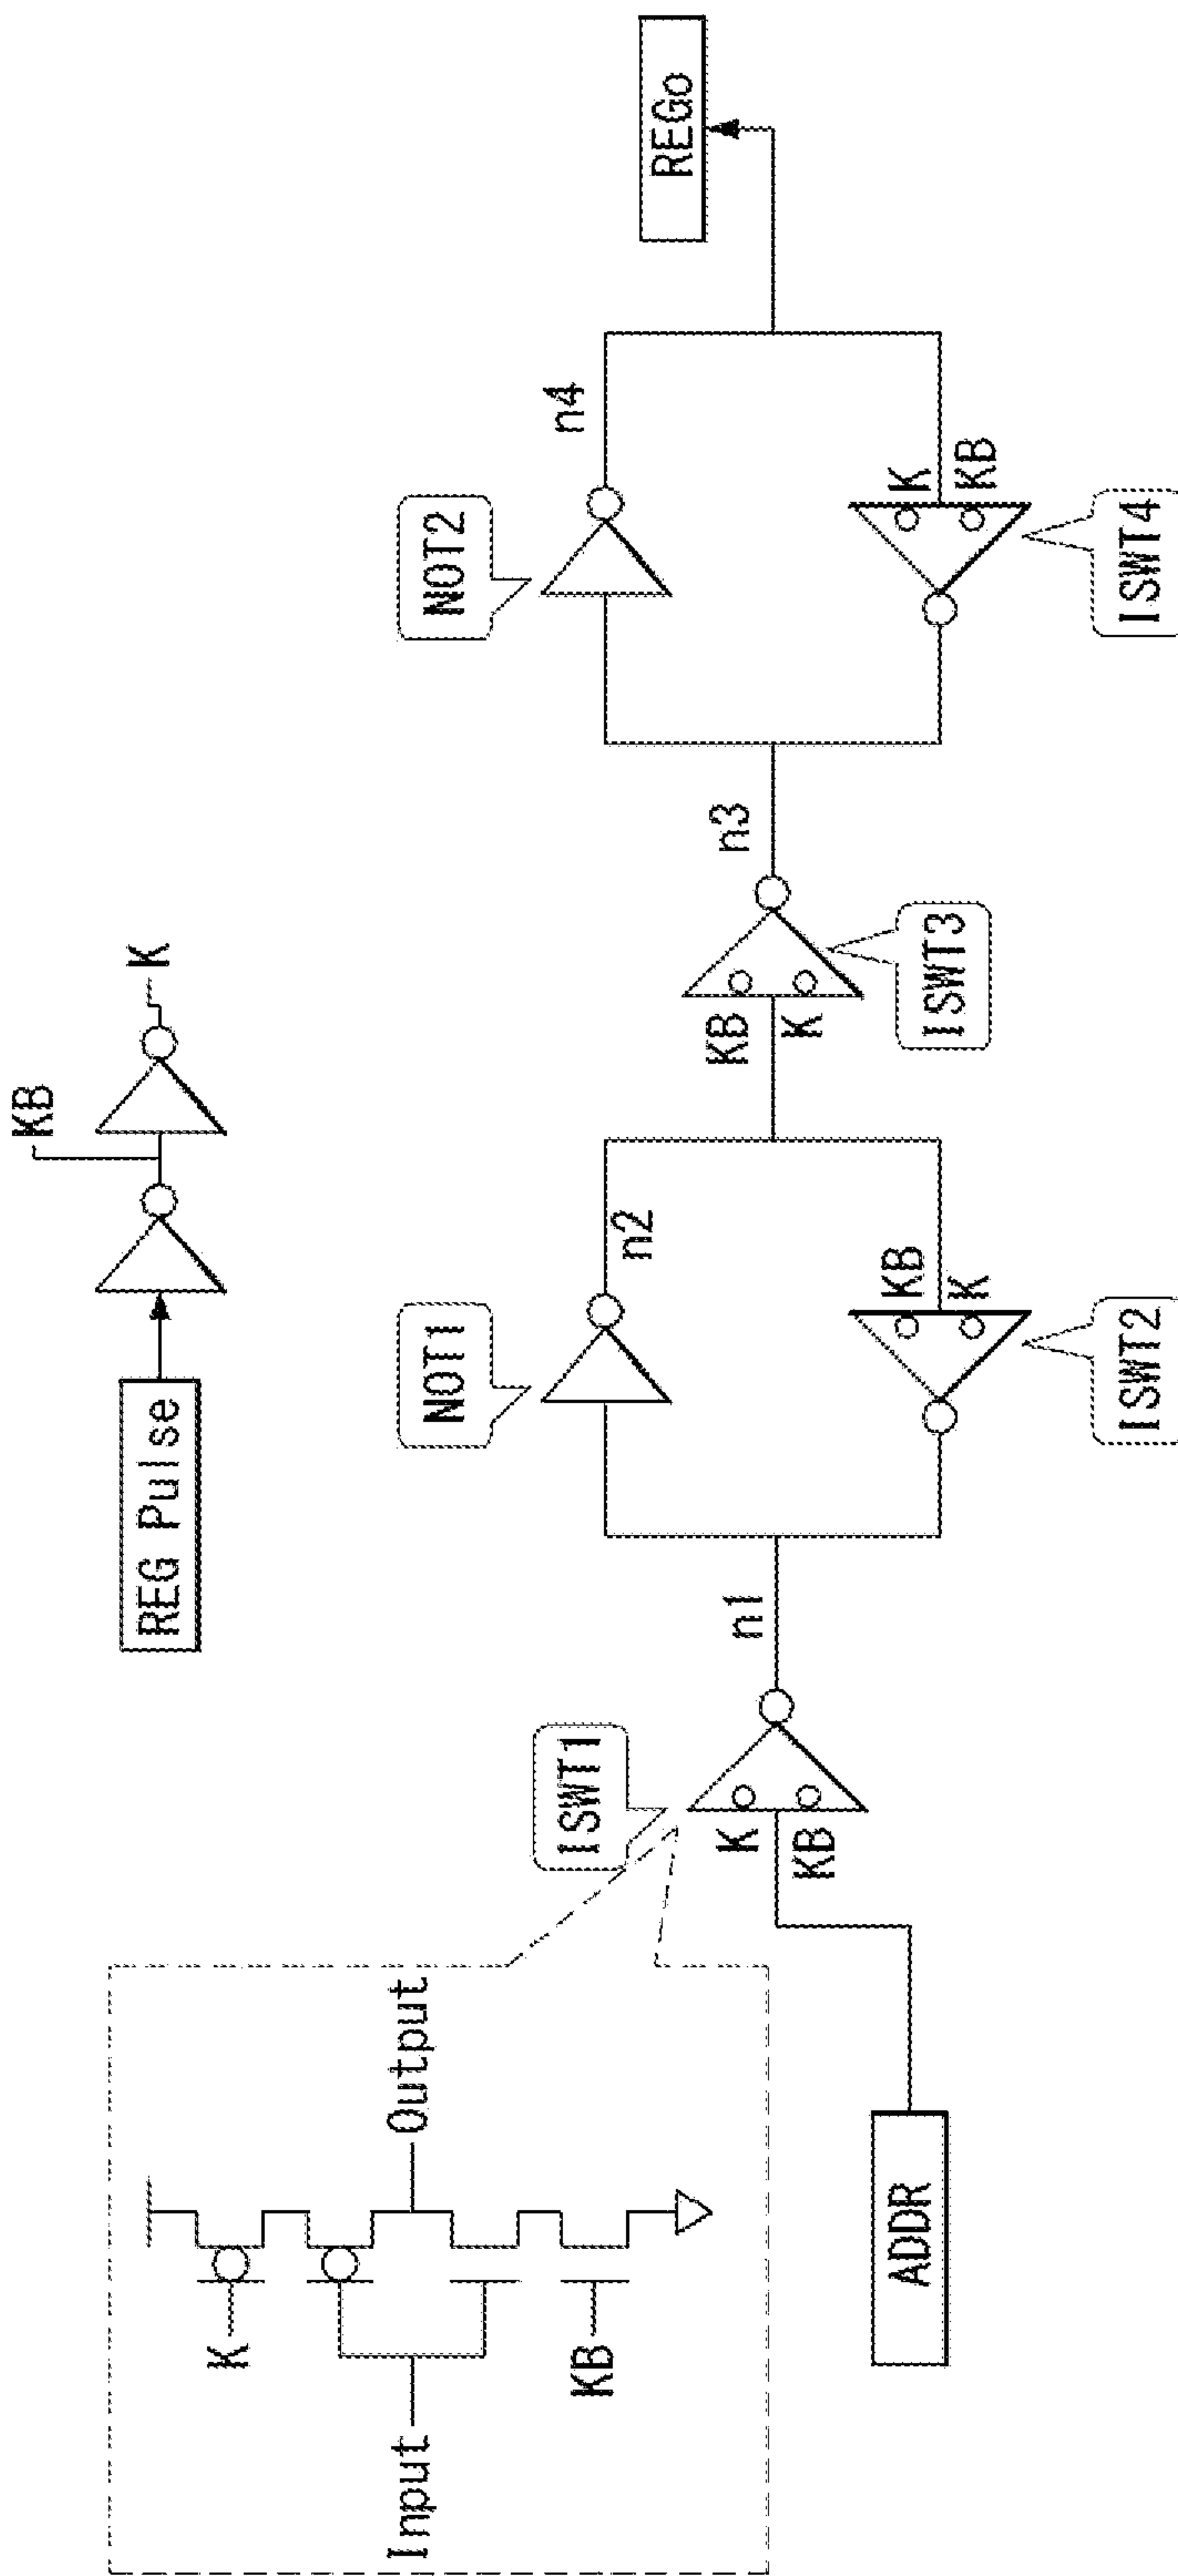 KB
REG Pulse
K
K
Input
Output
KB
ISWT1
NOT1
NOT2
n2
n4
K
KB
n1
KB
K
n3
REGo
ISWT3
ADDR
KB
K
K
KB
ISWT2
ISWT4